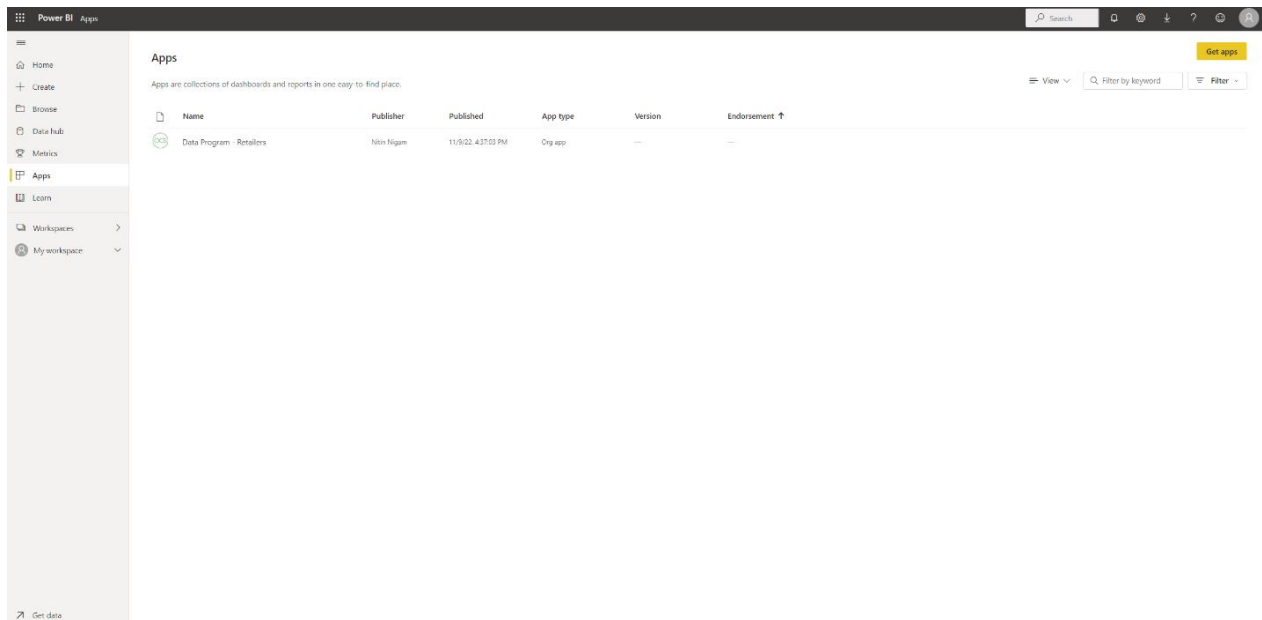 Power BI Apps Search ?
Home
Create
Browse
Data hub
Metrics
Apps
Learn
Workspaces
My workspace
Get data
Apps
Get apps
Apps are collections of dashboards and reports in one easy-to-find place.
View Filter by keyword Filter
Name Publisher Published App type Version Endorsement
OCS Data Program - Retailers Nitin Nigam 11/9/22, 4:37:03 PM Org app — —